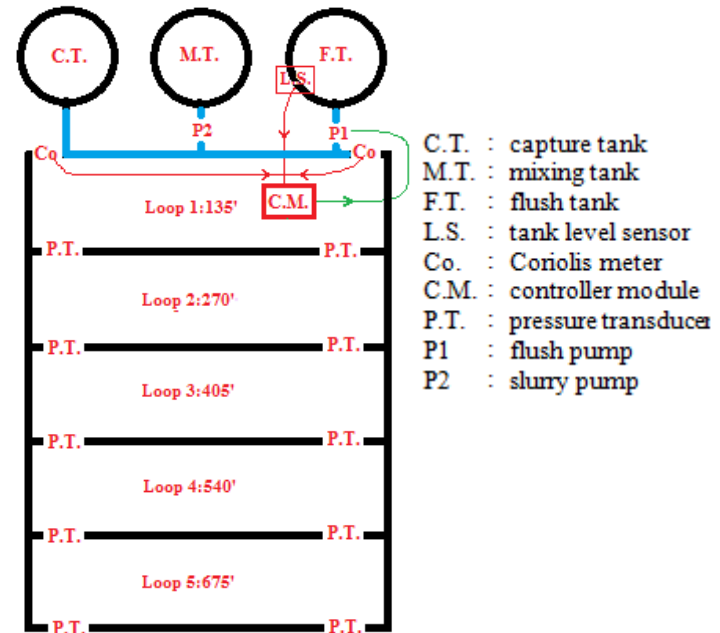 C.T.
M.T.
F.T.
L.S.
P2
P1
Co
Co
C.M.
Loop 1:135'
P.T.
P.T.
Loop 2:270'
P.T.
P.T.
Loop 3:405'
P.T.
P.T.
Loop 4:540'
P.T.
P.T.
Loop 5:675'
P.T.
P.T.
C.T. : capture tank
M.T. : mixing tank
F.T. : flush tank
L.S. : tank level sensor
Co. : Coriolis meter
C.M. : controller module
P.T. : pressure transducer
P1 : flush pump
P2 : slurry pump